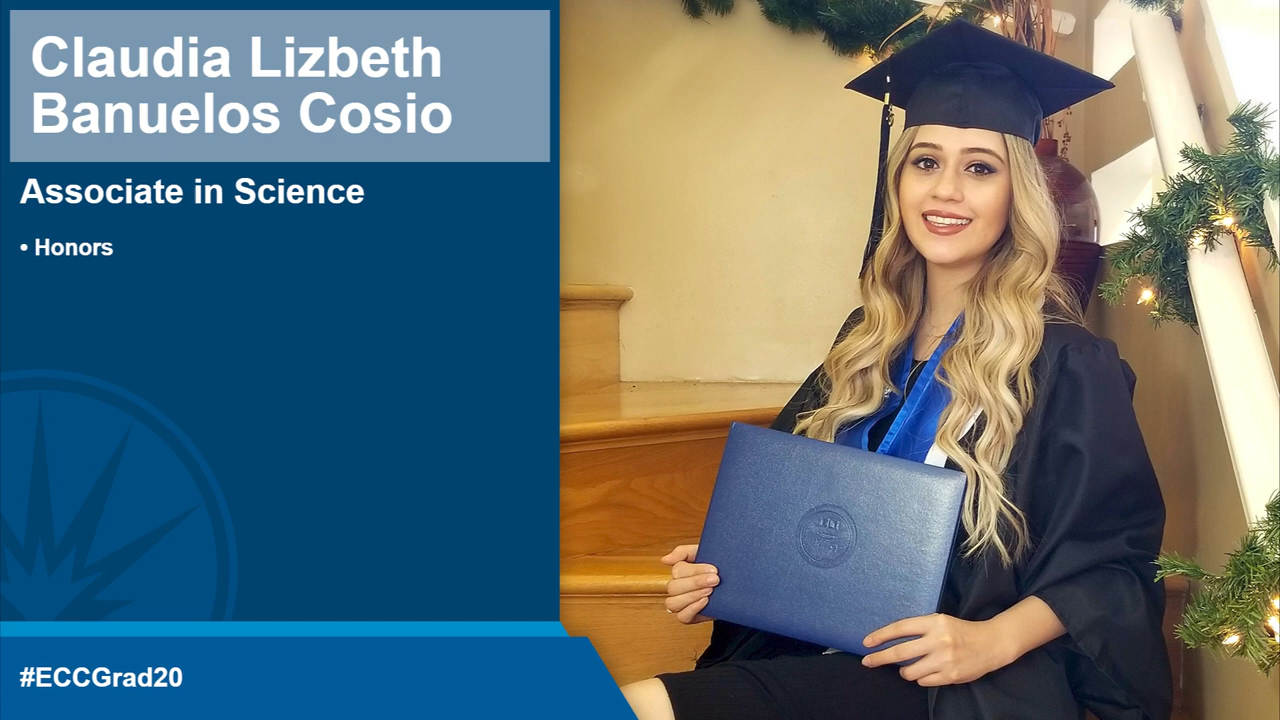 Claudia Lizbeth
Banuelos Cosio
Associate in Science
• Honors
#ECCGrad20